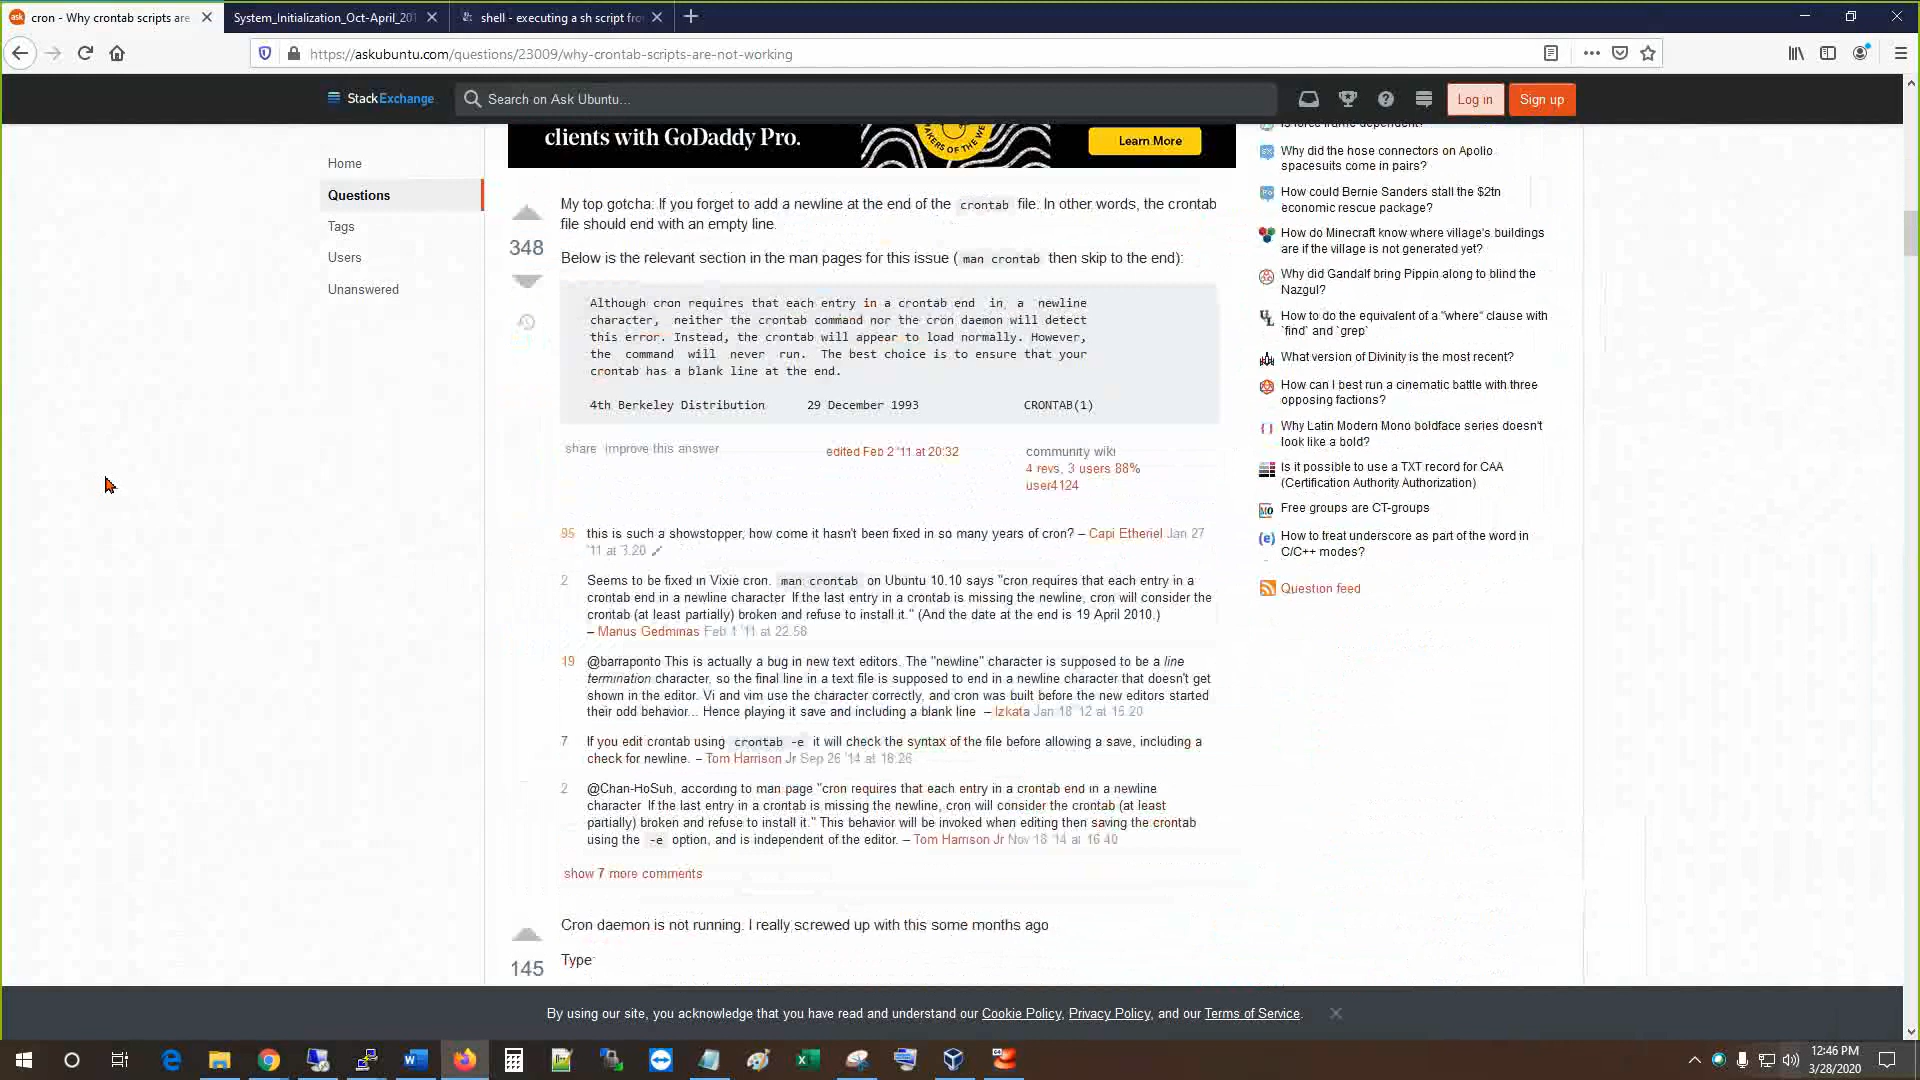 cron - Why crontab scripts are
System_Initialization_Oct-April_201
shell - executing a sh script fro
https://askubuntu.com/questions/23009/why-crontab-scripts-are-not-working
StackExchange
Search on Ask Ubuntu...
Log in
Sign up
Home
Questions
Tags
Users
Unanswered
clients with GoDaddy Pro.
MAKERS OF THE WE
Learn More
My top gotcha: If you forget to add a newline at the end of the crontab file. In other words, the crontab
file should end with an empty line.
348
Below is the relevant section in the man pages for this issue ( man crontab then skip to the end):
Although cron requires that each entry in a crontab end in a newline
character, neither the crontab command nor the cron daemon will detect
this error. Instead, the crontab will appear to load normally. However,
the command will never run. The best choice is to ensure that your
crontab has a blank line at the end.
4th Berkeley Distribution 29 December 1993 CRONTAB(1)
share improve this answer
edited Feb 2 '11 at 20:32
community wiki
4 revs, 3 users 88%
user4124
95 this is such a showstopper, how come it hasn't been fixed in so many years of cron? – Capi Etheriel Jan 27
'11 at 3:20
2 Seems to be fixed in Vixie cron. man crontab on Ubuntu 10.10 says "cron requires that each entry in a
crontab end in a newline character. If the last entry in a crontab is missing the newline, cron will consider the
crontab (at least partially) broken and refuse to install it." (And the date at the end is 19 April 2010.)
– Marius Gedminas Feb 1 '11 at 22:58
19 @barraponto This is actually a bug in new text editors. The "newline" character is supposed to be a line
termination character, so the final line in a text file is supposed to end in a newline character that doesn't get
shown in the editor. Vi and vim use the character correctly, and cron was built before the new editors started
their odd behavior... Hence playing it save and including a blank line – Izkata Jan 18 '12 at 15:20
7 If you edit crontab using crontab -e it will check the syntax of the file before allowing a save, including a
check for newline. – Tom Harrison Jr Sep 26 '14 at 18:26
2 @Chan-HoSuh, according to man page "cron requires that each entry in a crontab end in a newline
character. If the last entry in a crontab is missing the newline, cron will consider the crontab (at least
partially) broken and refuse to install it." This behavior will be invoked when editing then saving the crontab
using the -e option, and is independent of the editor. – Tom Harrison Jr Nov 18 '14 at 16:40
show 7 more comments
Cron daemon is not running. I really screwed up with this some months ago
145
Type
Why did the hose connectors on Apollo
spacesuits come in pairs?
How could Bernie Sanders stall the $2tn
economic rescue package?
How do Minecraft know where village's buildings
are if the village is not generated yet?
Why did Gandalf bring Pippin along to blind the
Nazgul?
How to do the equivalent of a "where" clause with
`find` and `grep`
What version of Divinity is the most recent?
How can I best run a cinematic battle with three
opposing factions?
Why Latin Modern Mono boldface series doesn't
look like a bold?
Is it possible to use a TXT record for CAA
(Certification Authority Authorization)
Free groups are CT-groups
How to treat underscore as part of the word in
C/C++ modes?
Question feed
By using our site, you acknowledge that you have read and understand our Cookie Policy, Privacy Policy, and our Terms of Service.
12:46 PM
3/28/2020